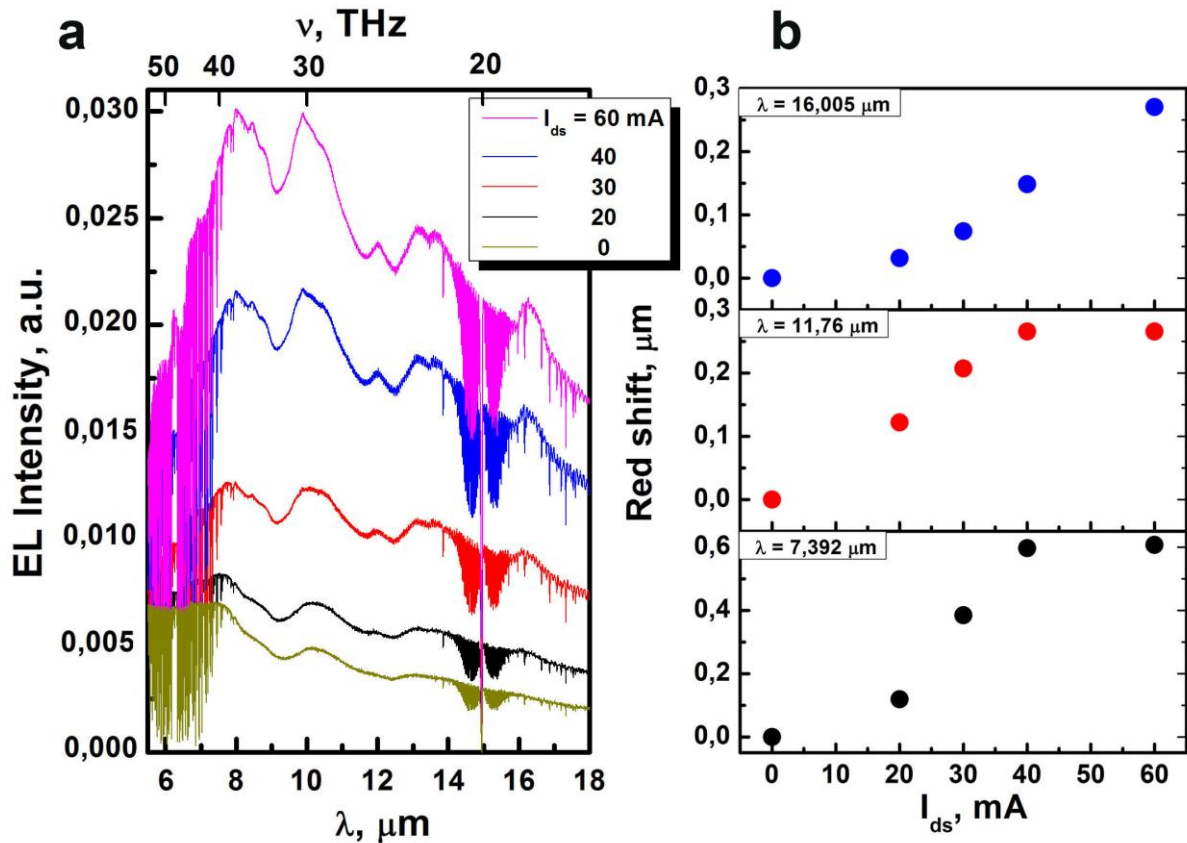 a
ν, THz
50 40 30 20
0,030
0,025
0,020
0,015
0,010
0,005
0,000
EL Intensity, a.u.
I_ds = 60 mA
40
30
20
0
6 8 10 12 14 16 18
λ, μm
b
0,3
0,2
0,1
0,0
λ = 16,005 μm
0,3
0,2
0,1
0,0
λ = 11,76 μm
0,6
0,4
0,2
0,0
λ = 7,392 μm
Red shift, μm
0 10 20 30 40 50 60
I_ds, mA